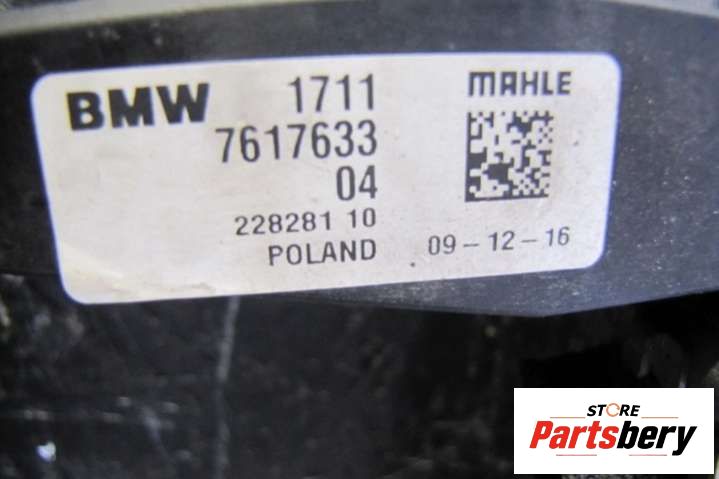 BMW 1711 MAHLE
7617633
04
228281 10
POLAND 09-12-16
STORE
Partsbery